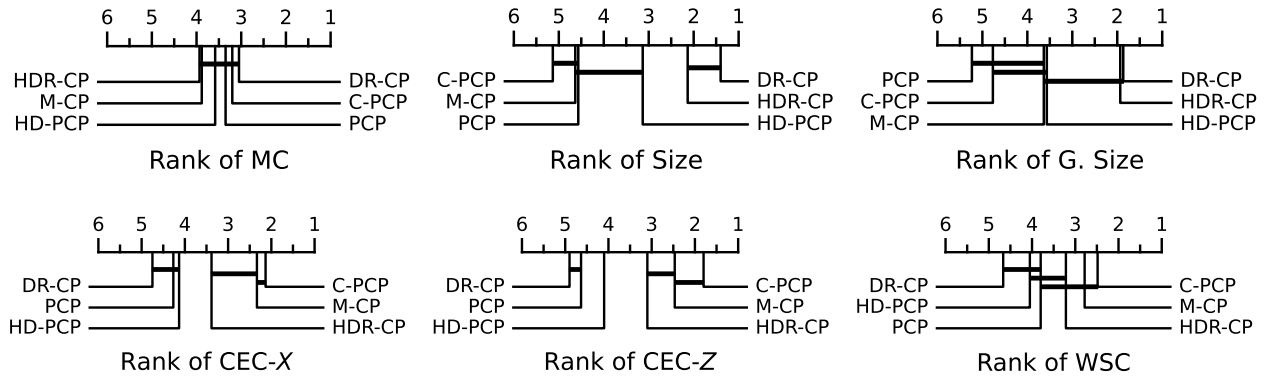 6 5 4 3 2 1
HDR-CP DR-CP
M-CP C-PCP
HD-PCP PCP
Rank of MC
6 5 4 3 2 1
C-PCP DR-CP
M-CP HDR-CP
PCP HD-PCP
Rank of Size
6 5 4 3 2 1
PCP DR-CP
C-PCP HDR-CP
M-CP HD-PCP
Rank of G. Size
6 5 4 3 2 1
DR-CP C-PCP
PCP M-CP
HD-PCP HDR-CP
Rank of CEC-X
6 5 4 3 2 1
DR-CP C-PCP
PCP M-CP
HD-PCP HDR-CP
Rank of CEC-Z
6 5 4 3 2 1
DR-CP C-PCP
HD-PCP M-CP
PCP HDR-CP
Rank of WSC